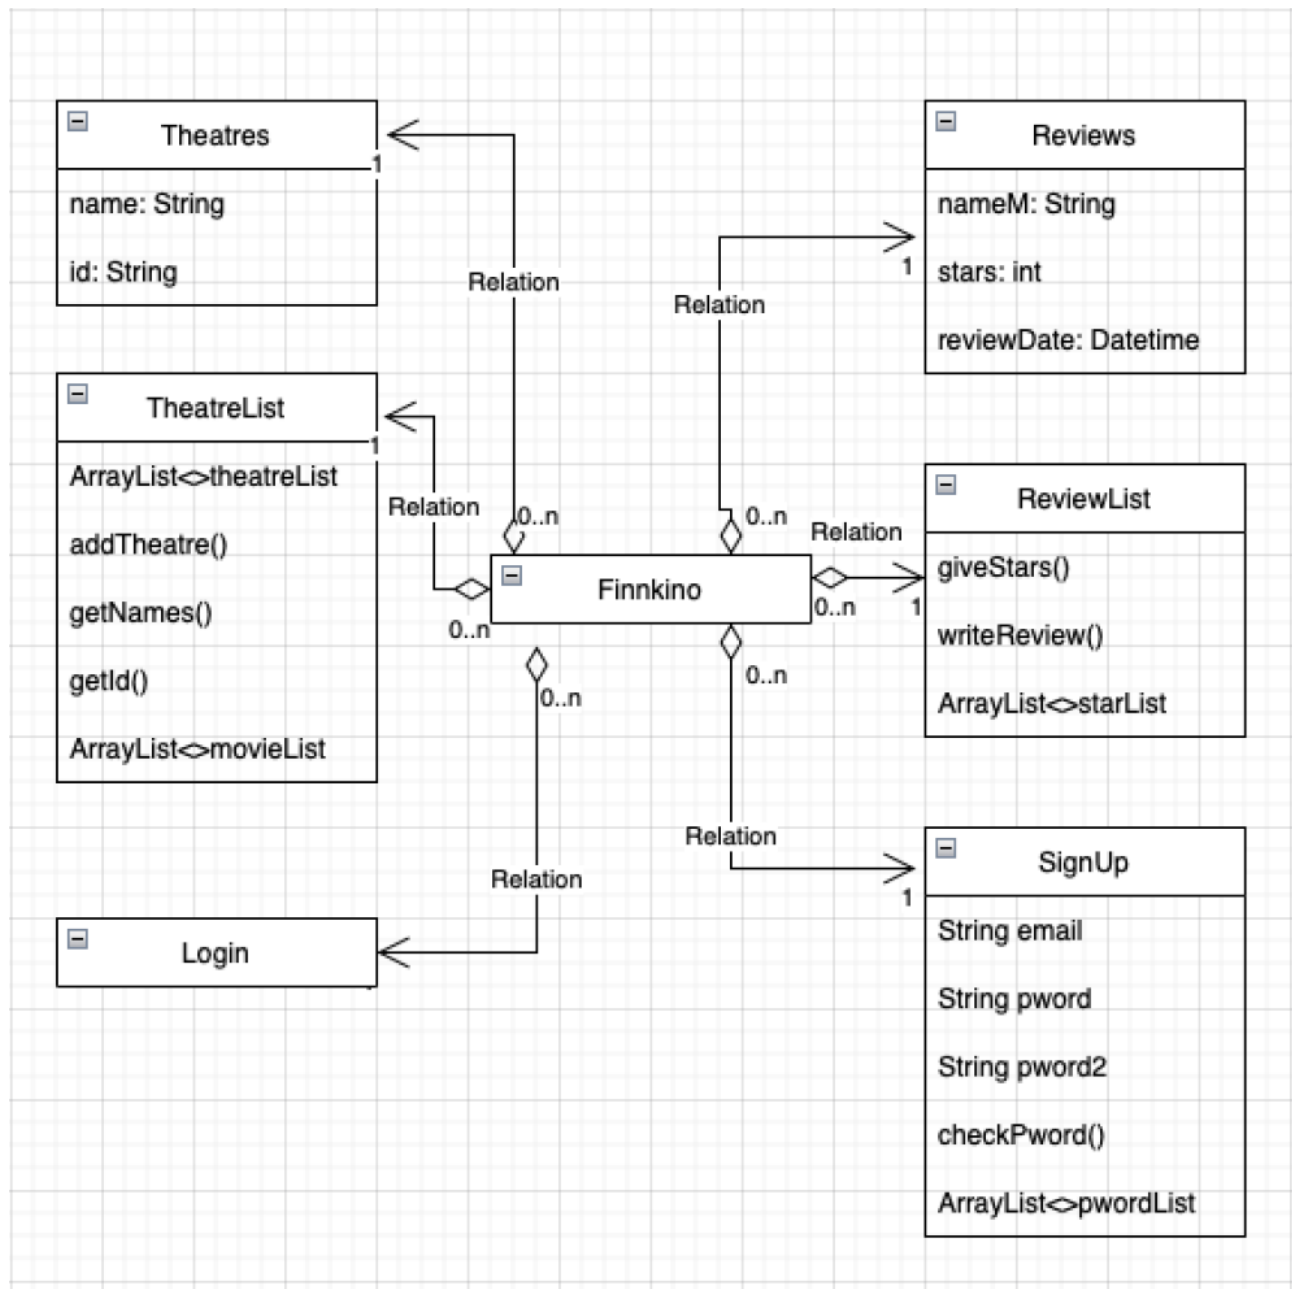 Theatres
1
name: String
id: String
Relation
Reviews
nameM: String
stars: int
reviewDate: Datetime
1
Relation
TheatreList
1
ArrayList<>theatreList
addTheatre()
getNames()
getId()
ArrayList<>movieList
Relation
0..n
0..n
0..n
Finnkino
Relation
0..n
1
ReviewList
giveStars()
writeReview()
ArrayList<>starList
0..n
0..n
Relation
Relation
Login
1
SignUp
String email
String pword
String pword2
checkPword()
ArrayList<>pwordList